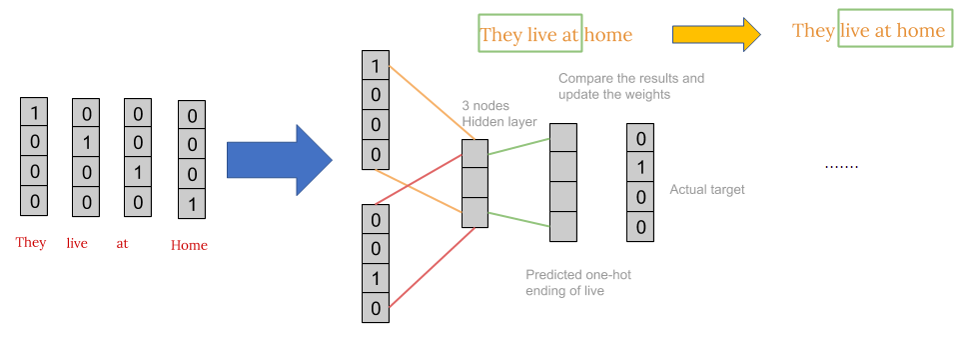 They live at home
They live at home
Compare the results and
update the weights
3 nodes
Hidden layer
1 0 0 0
0 1 0 0
0 0 1 0
0 0 0 1
They live at Home
1
0
0
0
0
0
1
0
0
1
0
0
Actual target
.......
Predicted one-hot
ending of live